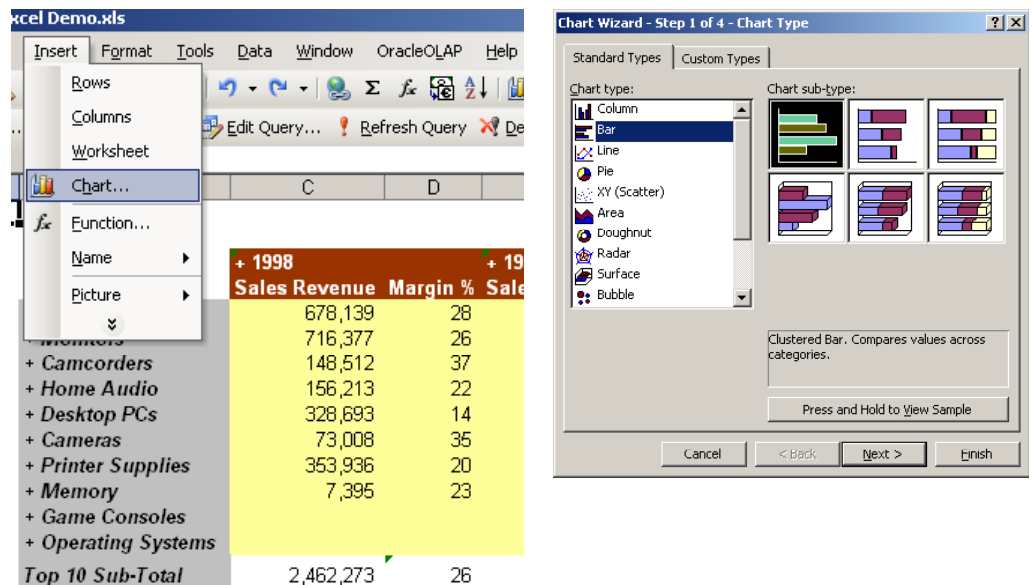 xcel Demo.xls
Insert Format Tools Data Window OracleOLAP Help
Rows
Columns
Worksheet
Chart...
Function...
Name
Picture
Edit Query... Refresh Query De
C D
+ 1998 + 19
Sales Revenue Margin % Sale
678,139 28
+ Monitors 716,377 26
+ Camcorders 148,512 37
+ Home Audio 156,213 22
+ Desktop PCs 328,693 14
+ Cameras 73,008 35
+ Printer Supplies 353,936 20
+ Memory 7,395 23
+ Game Consoles
+ Operating Systems
Top 10 Sub-Total 2,462,273 26
Chart Wizard - Step 1 of 4 - Chart Type
Standard Types Custom Types
Chart type:
Column
Bar
Line
Pie
XY (Scatter)
Area
Doughnut
Radar
Surface
Bubble
Chart sub-type:
Clustered Bar. Compares values across
categories.
Press and Hold to View Sample
Cancel < Back Next > Finish